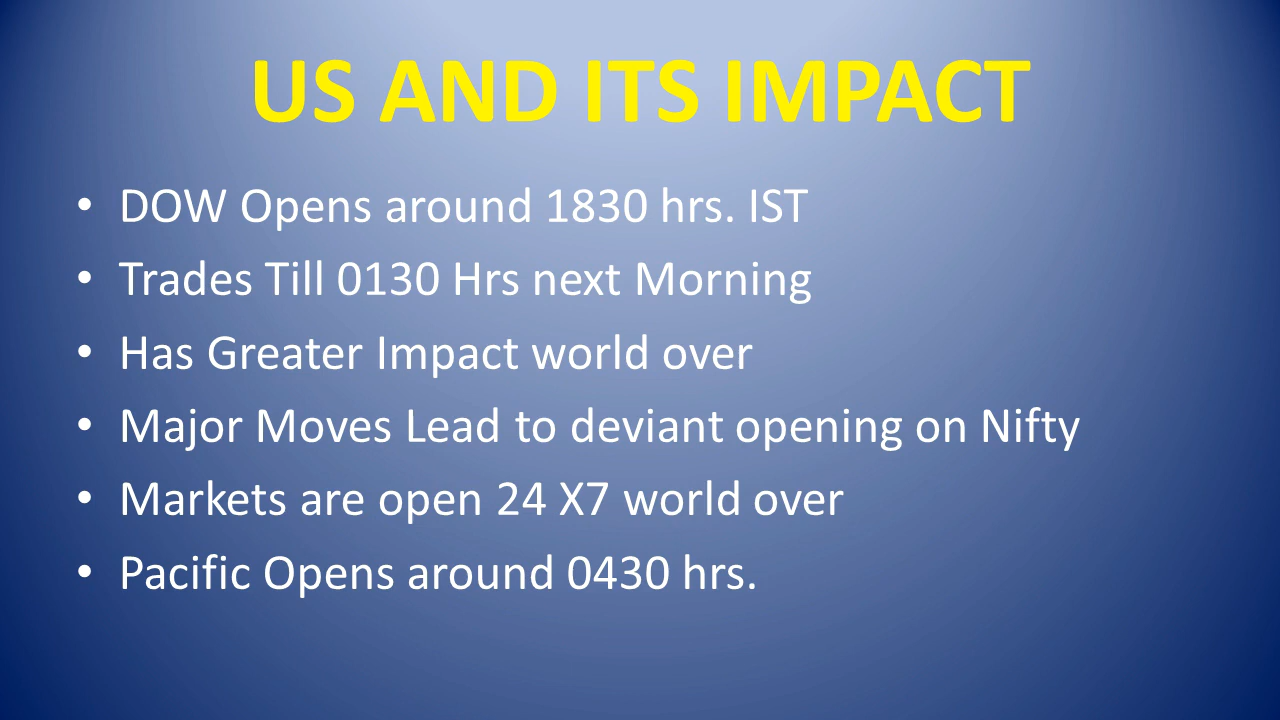 US AND ITS IMPACT
• DOW Opens around 1830 hrs. IST
• Trades Till 0130 Hrs next Morning
• Has Greater Impact world over
• Major Moves Lead to deviant opening on Nifty
• Markets are open 24 X7 world over
• Pacific Opens around 0430 hrs.